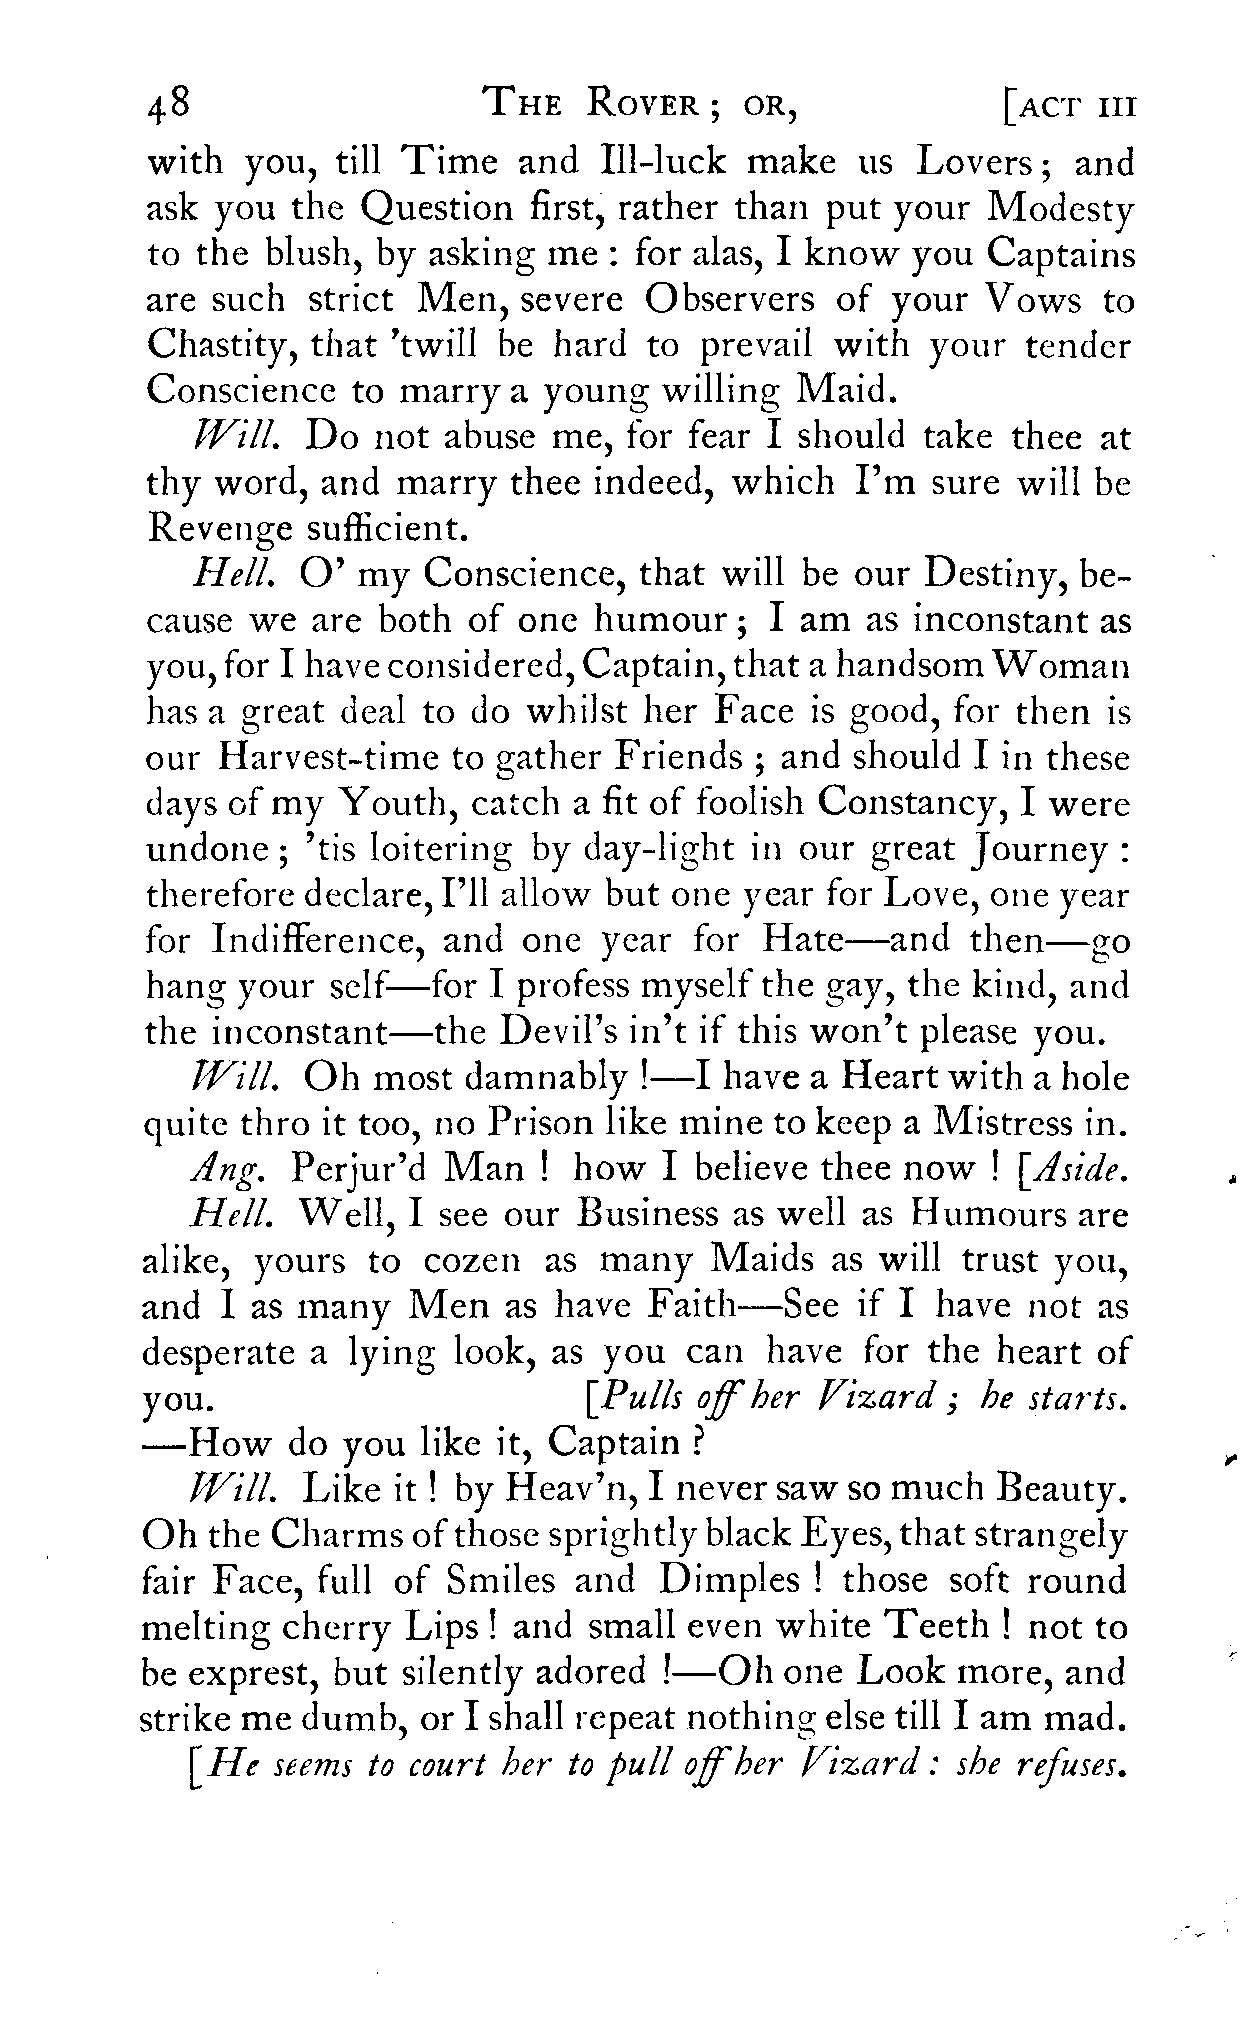 48 THE ROVER ; OR, [ACT III
with you, till Time and Ill-luck make us Lovers ; and
ask you the Question first, rather than put your Modesty
to the blush, by asking me : for alas, I know you Captains
are such strict Men, severe Observers of your Vows to
Chastity, that 'twill be hard to prevail with your tender
Conscience to marry a young willing Maid.
Will. Do not abuse me, for fear I should take thee at
thy word, and marry thee indeed, which I'm sure will be
Revenge sufficient.
Hell. O' my Conscience, that will be our Destiny, be-
cause we are both of one humour ; I am as inconstant as
you, for I have considered, Captain, that a handsom Woman
has a great deal to do whilst her Face is good, for then is
our Harvest-time to gather Friends ; and should I in these
days of my Youth, catch a fit of foolish Constancy, I were
undone ; 'tis loitering by day-light in our great Journey :
therefore declare, I'll allow but one year for Love, one year
for Indifference, and one year for Hate—and then—go
hang your self—for I profess myself the gay, the kind, and
the inconstant—the Devil's in't if this won't please you.
Will. Oh most damnably !—I have a Heart with a hole
quite thro it too, no Prison like mine to keep a Mistress in.
Ang. Perjur'd Man ! how I believe thee now ! [Aside.
Hell. Well, I see our Business as well as Humours are
alike, yours to cozen as many Maids as will trust you,
and I as many Men as have Faith—See if I have not as
desperate a lying look, as you can have for the heart of
you. [Pulls off her Vizard ; he starts.
—How do you like it, Captain ?
Will. Like it ! by Heav'n, I never saw so much Beauty.
Oh the Charms of those sprightly black Eyes, that strangely
fair Face, full of Smiles and Dimples ! those soft round
melting cherry Lips ! and small even white Teeth ! not to
be exprest, but silently adored !—Oh one Look more, and
strike me dumb, or I shall repeat nothing else till I am mad.
[He seems to court her to pull off her Vizard : she refuses.